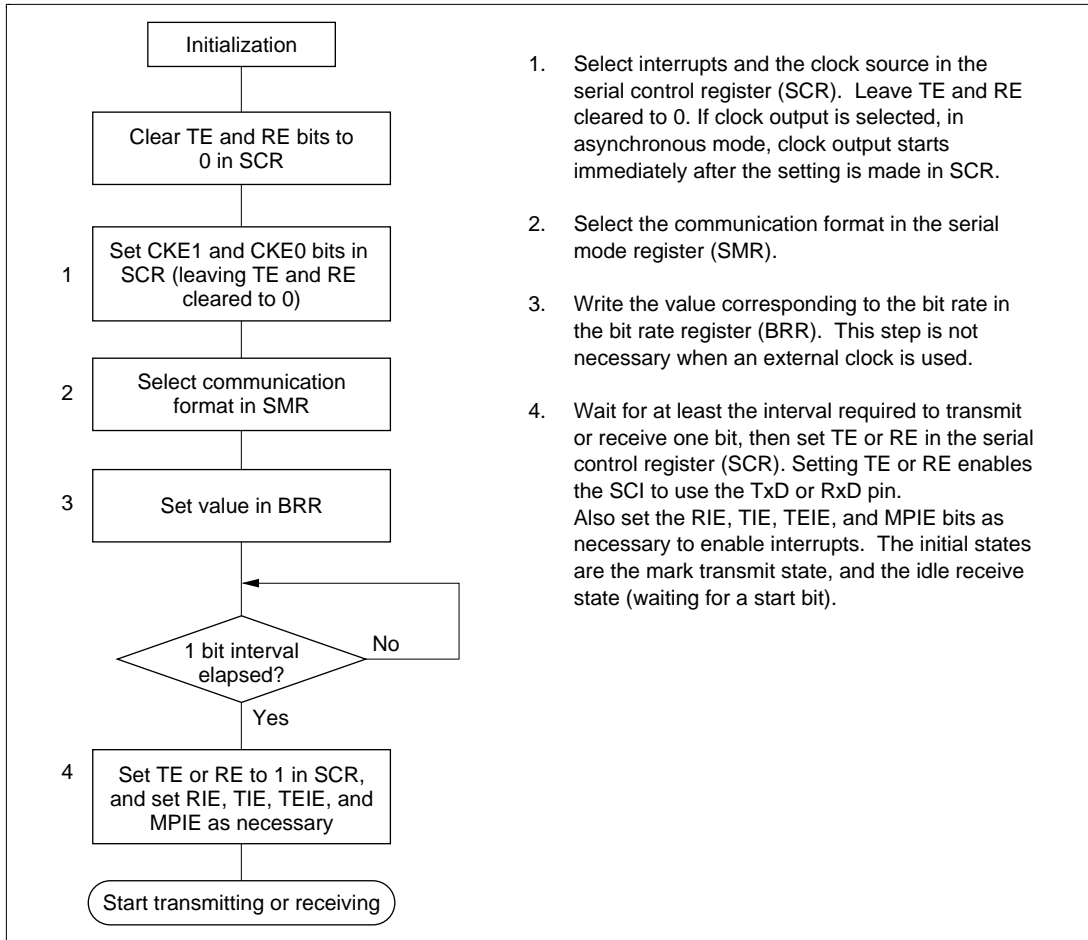 Initialization
Clear TE and RE bits to
0 in SCR
1
Set CKE1 and CKE0 bits in
SCR (leaving TE and RE
cleared to 0)
2
Select communication
format in SMR
3
Set value in BRR
1 bit interval
elapsed?
No
Yes
4
Set TE or RE to 1 in SCR,
and set RIE, TIE, TEIE, and
MPIE as necessary
Start transmitting or receiving
1. Select interrupts and the clock source in the
serial control register (SCR). Leave TE and RE
cleared to 0. If clock output is selected, in
asynchronous mode, clock output starts
immediately after the setting is made in SCR.
2. Select the communication format in the serial
mode register (SMR).
3. Write the value corresponding to the bit rate in
the bit rate register (BRR). This step is not
necessary when an external clock is used.
4. Wait for at least the interval required to transmit
or receive one bit, then set TE or RE in the serial
control register (SCR). Setting TE or RE enables
the SCI to use the TxD or RxD pin.
Also set the RIE, TIE, TEIE, and MPIE bits as
necessary to enable interrupts. The initial states
are the mark transmit state, and the idle receive
state (waiting for a start bit).